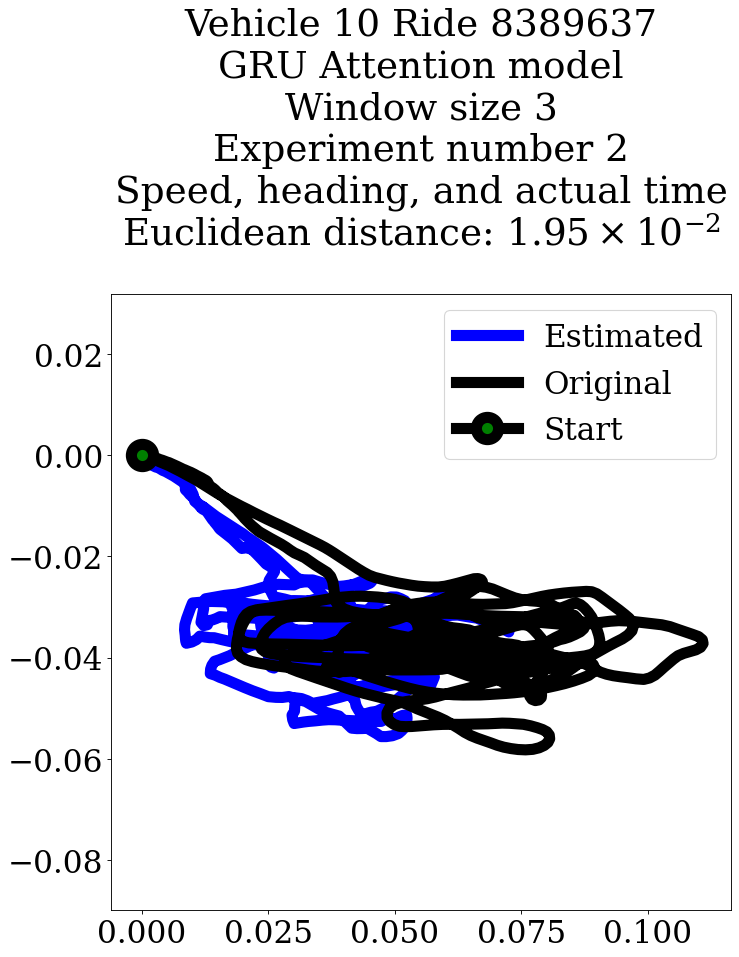 Vehicle 10 Ride 8389637
GRU Attention model
Window size 3
Experiment number 2
Speed, heading, and actual time
Euclidean distance: 1.95 × 10⁻²
Estimated
Original
Start
0.02
0.00
−0.02
−0.04
−0.06
−0.08
0.000 0.025 0.050 0.075 0.100